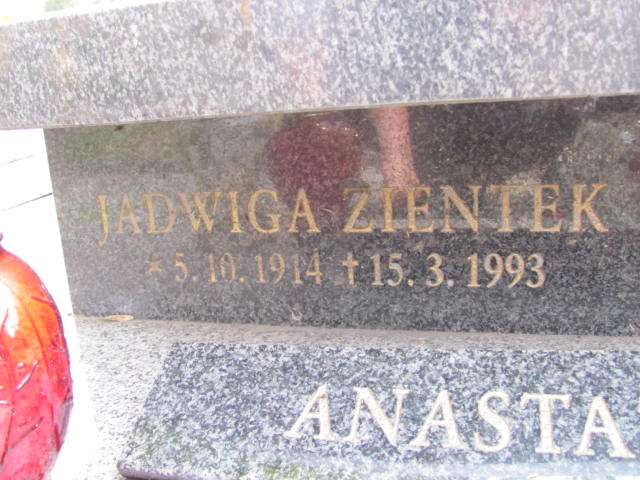 JADWIGA ZIENTEK
* 5.10.1914 † 15.3.1993
ANASTA